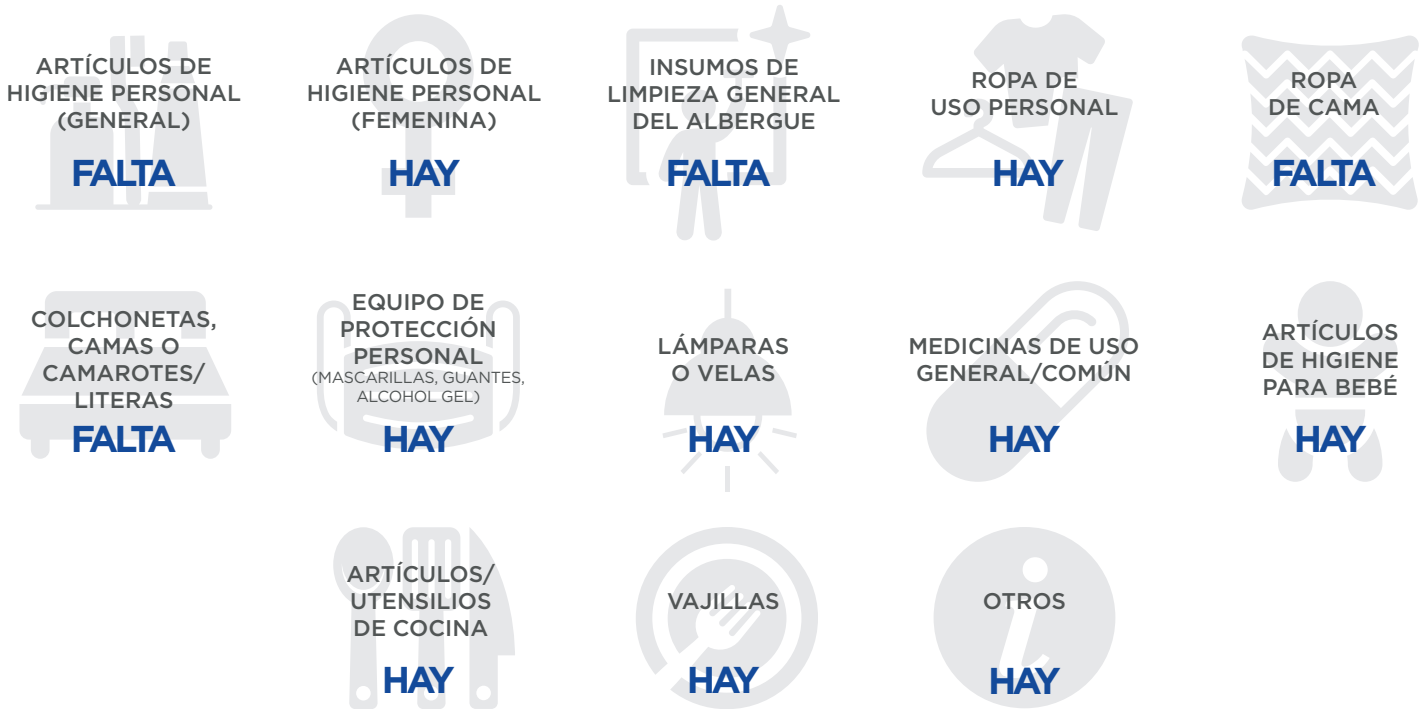 ARTÍCULOS DE
HIGIENE PERSONAL
(GENERAL)
FALTA
ARTÍCULOS DE
HIGIENE PERSONAL
(FEMENINA)
HAY
INSUMOS DE
LIMPIEZA GENERAL
DEL ALBERGUE
FALTA
ROPA DE
USO PERSONAL
HAY
ROPA
DE CAMA
FALTA
COLCHONETAS,
CAMAS O
CAMAROTES/
LITERAS
FALTA
EQUIPO DE
PROTECCIÓN
PERSONAL
(MASCARILLAS, GUANTES,
ALCOHOL GEL)
HAY
LÁMPARAS
O VELAS
HAY
MEDICINAS DE USO
GENERAL/COMÚN
HAY
ARTÍCULOS
DE HIGIENE
PARA BEBÉ
HAY
ARTÍCULOS/
UTENSILIOS
DE COCINA
HAY
VAJILLAS
HAY
OTROS
HAY